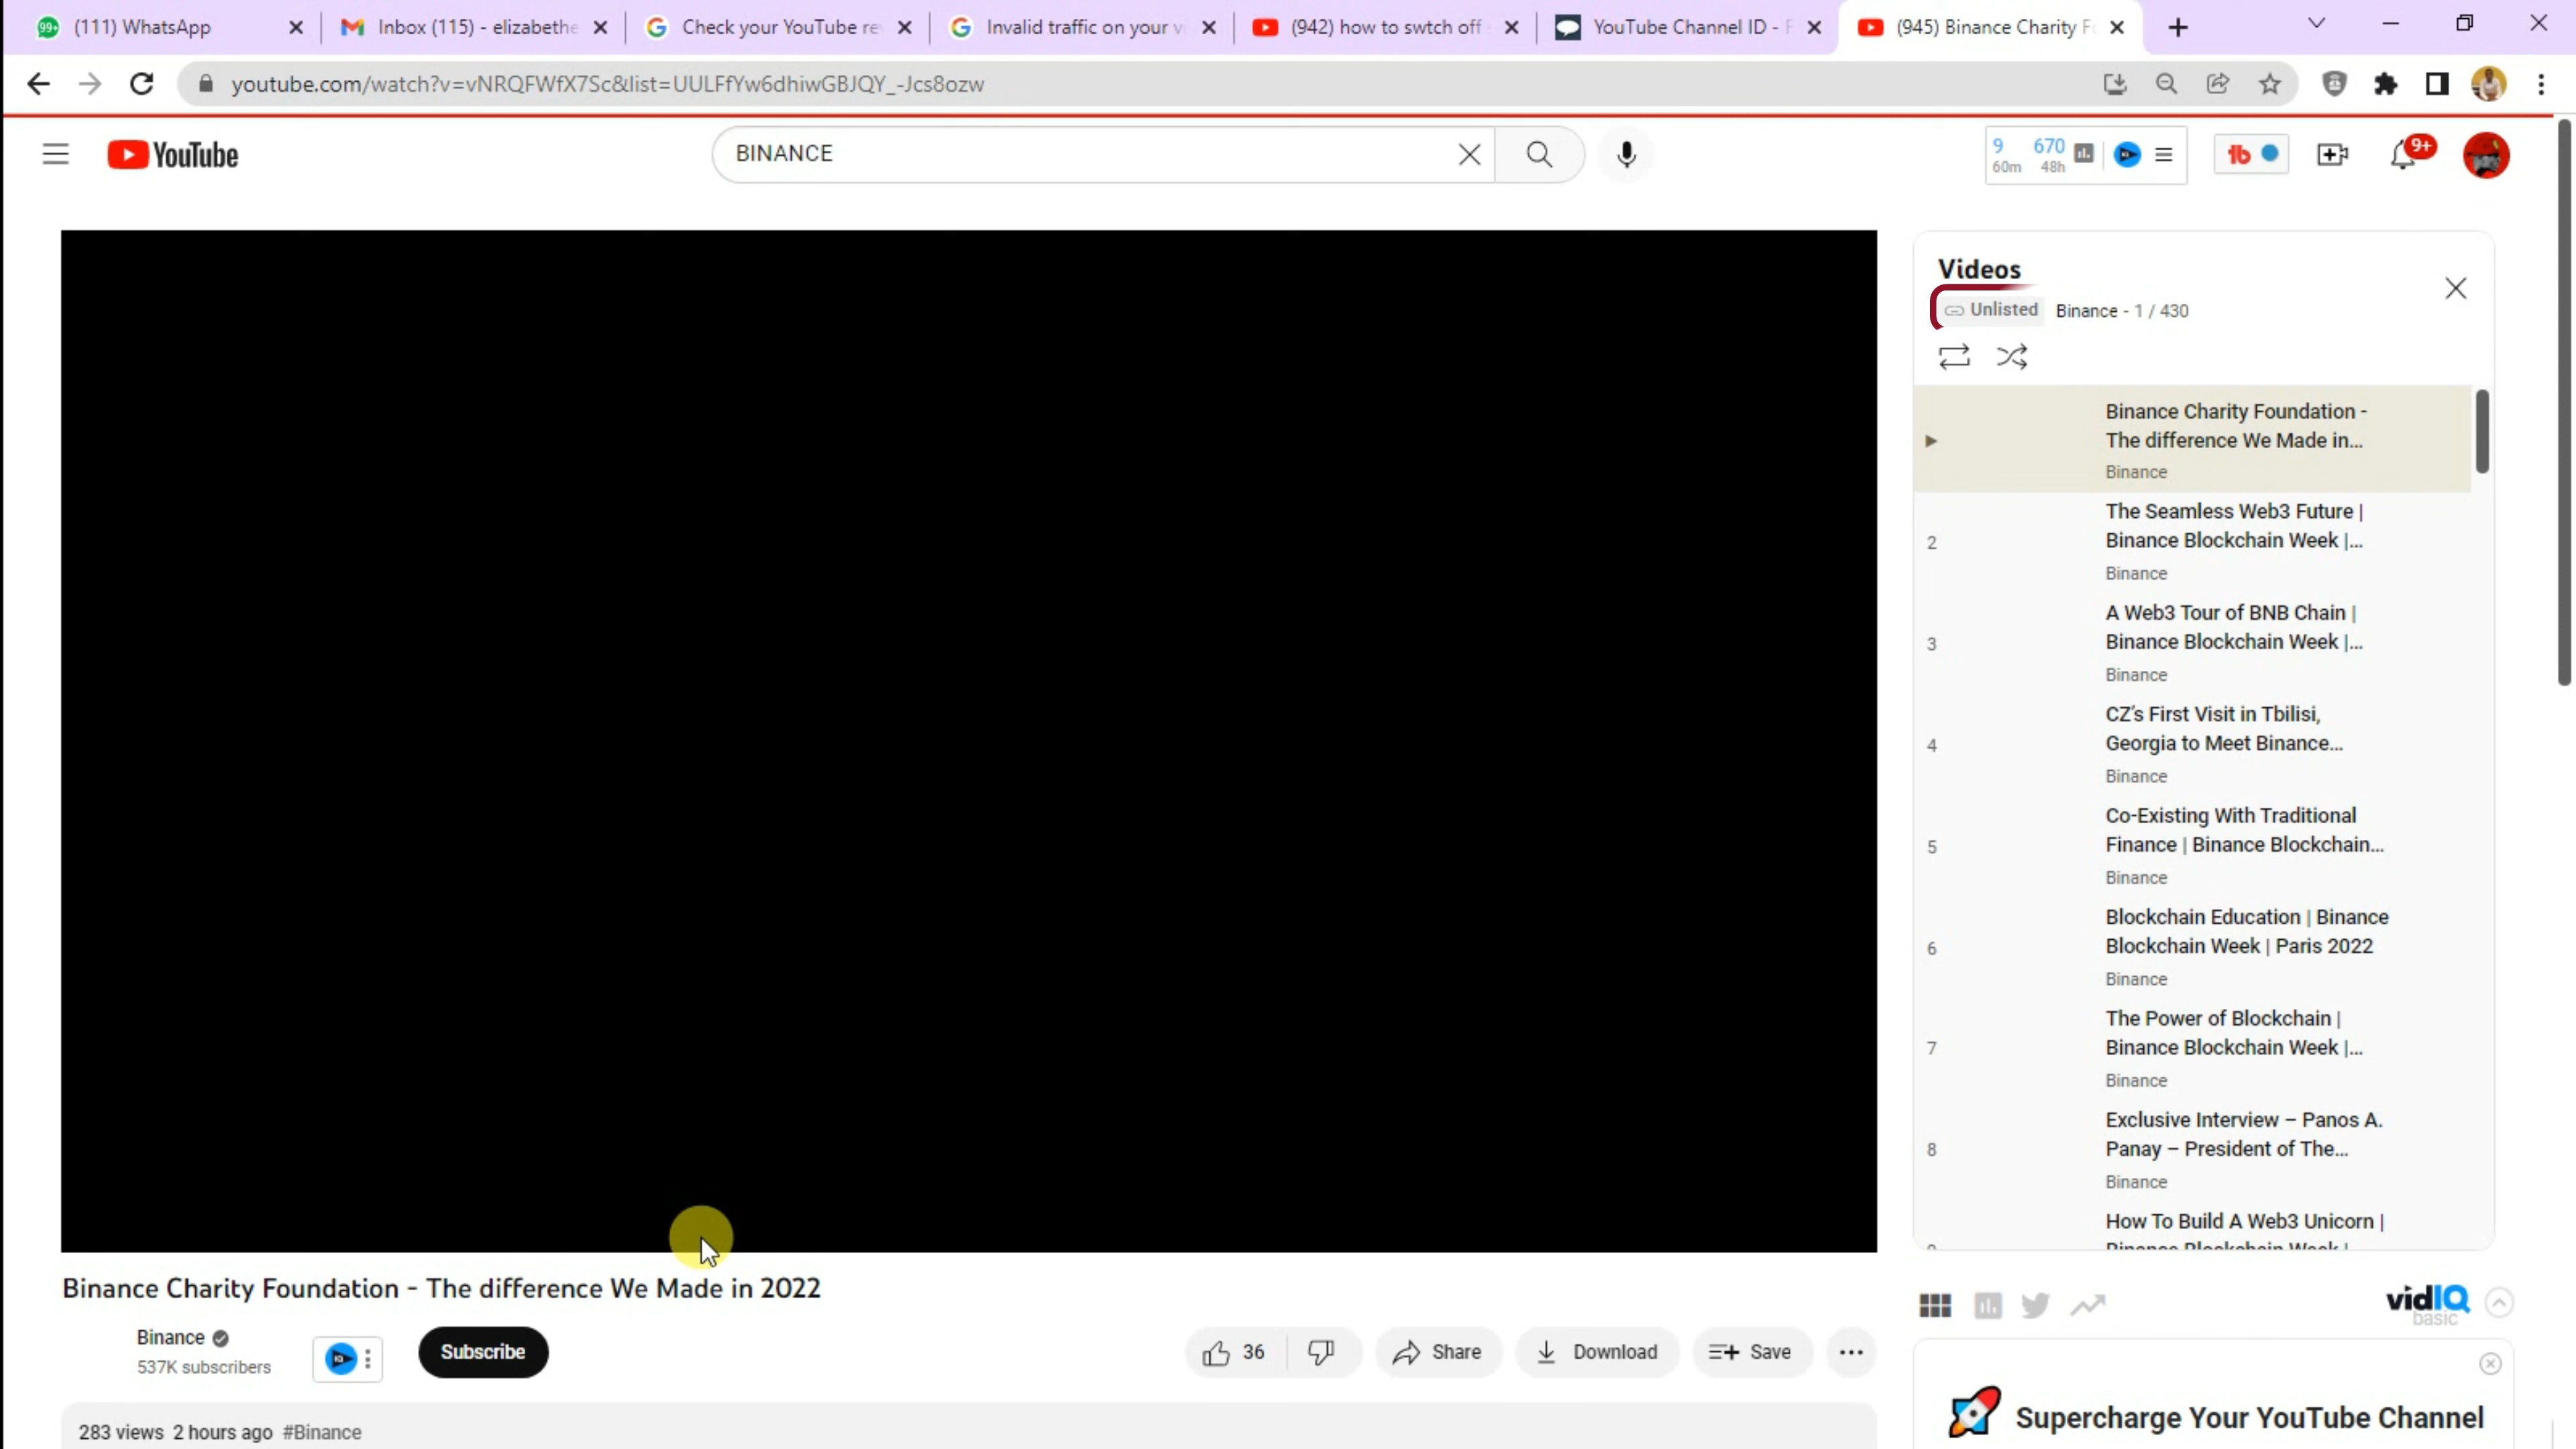 99+ (111) WhatsApp
Inbox (115) - elizabethe
Check your YouTube re
Invalid traffic on your v
(942) how to swtch off
YouTube Channel ID - F
(945) Binance Charity F
youtube.com/watch?v=vNRQFWfX7Sc&list=UULFfYw6dhiwGBJQY_-Jcs8ozw
YouTube
BINANCE
9 670
60m 48h
9+
Videos
Unlisted Binance - 1 / 430
Binance Charity Foundation -
The difference We Made in...
Binance
2
The Seamless Web3 Future |
Binance Blockchain Week |...
Binance
3
A Web3 Tour of BNB Chain |
Binance Blockchain Week |...
Binance
4
CZ's First Visit in Tbilisi,
Georgia to Meet Binance...
Binance
5
Co-Existing With Traditional
Finance | Binance Blockchain...
Binance
6
Blockchain Education | Binance
Blockchain Week | Paris 2022
Binance
7
The Power of Blockchain |
Binance Blockchain Week |...
Binance
8
Exclusive Interview – Panos A.
Panay – President of The...
Binance
How To Build A Web3 Unicorn |
Binance Blockchain Week |
Binance Charity Foundation - The difference We Made in 2022
Binance
537K subscribers
Subscribe
36
Share
Download
Save
283 views 2 hours ago #Binance
vidIQ
basic
Supercharge Your YouTube Channel